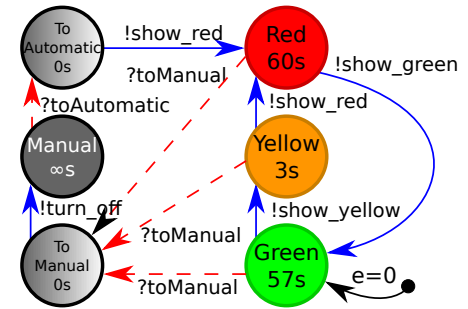 To
Automatic
0s
!show_red
Red
60s
!show_green
?toManual
?toAutomatic
!show_red
Manual
∞s
Yellow
3s
!turn_off
!show_yellow
To
Manual
0s
?toManual
Green
57s
e=0
?toManual